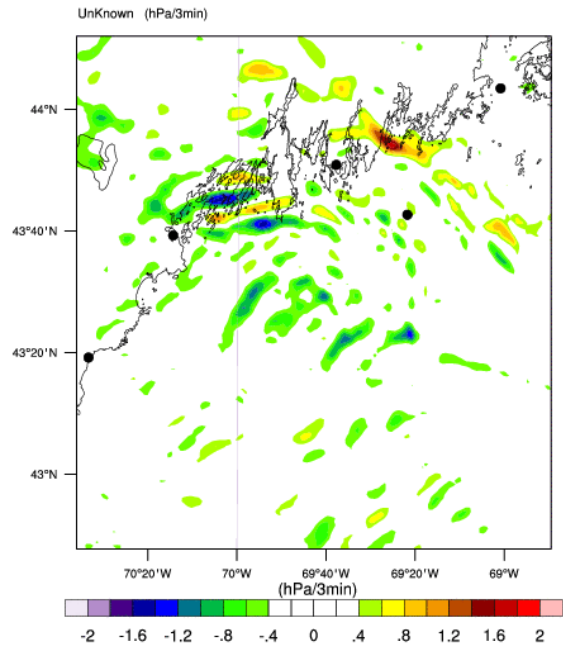 UnKnown (hPa/3min)
44°N
43°40'N
43°20'N
43°N
70°20'W 70°W 69°40'W 69°20'W 69°W
(hPa/3min)
-2 -1.6 -1.2 -.8 -.4 0 .4 .8 1.2 1.6 2